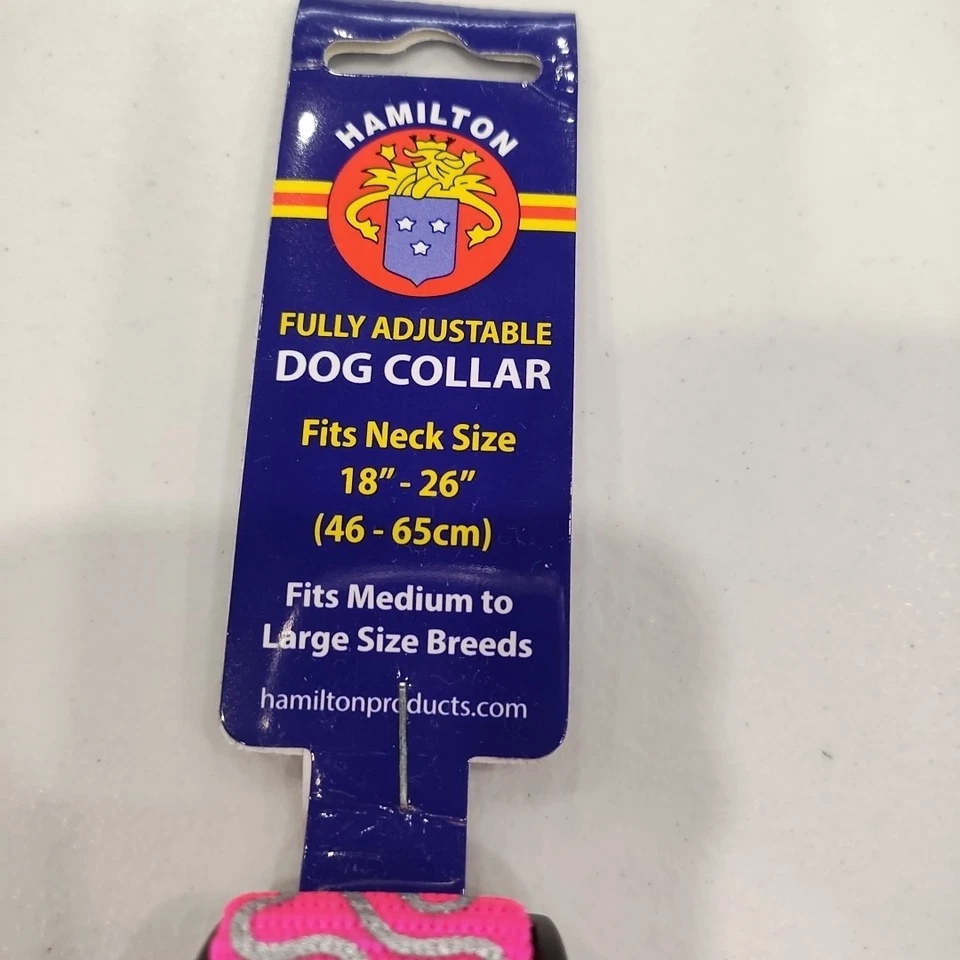 HAMILTON
FULLY ADJUSTABLE
DOG COLLAR
Fits Neck Size
18" - 26"
(46 - 65cm)
Fits Medium to
Large Size Breeds
hamiltonproducts.com